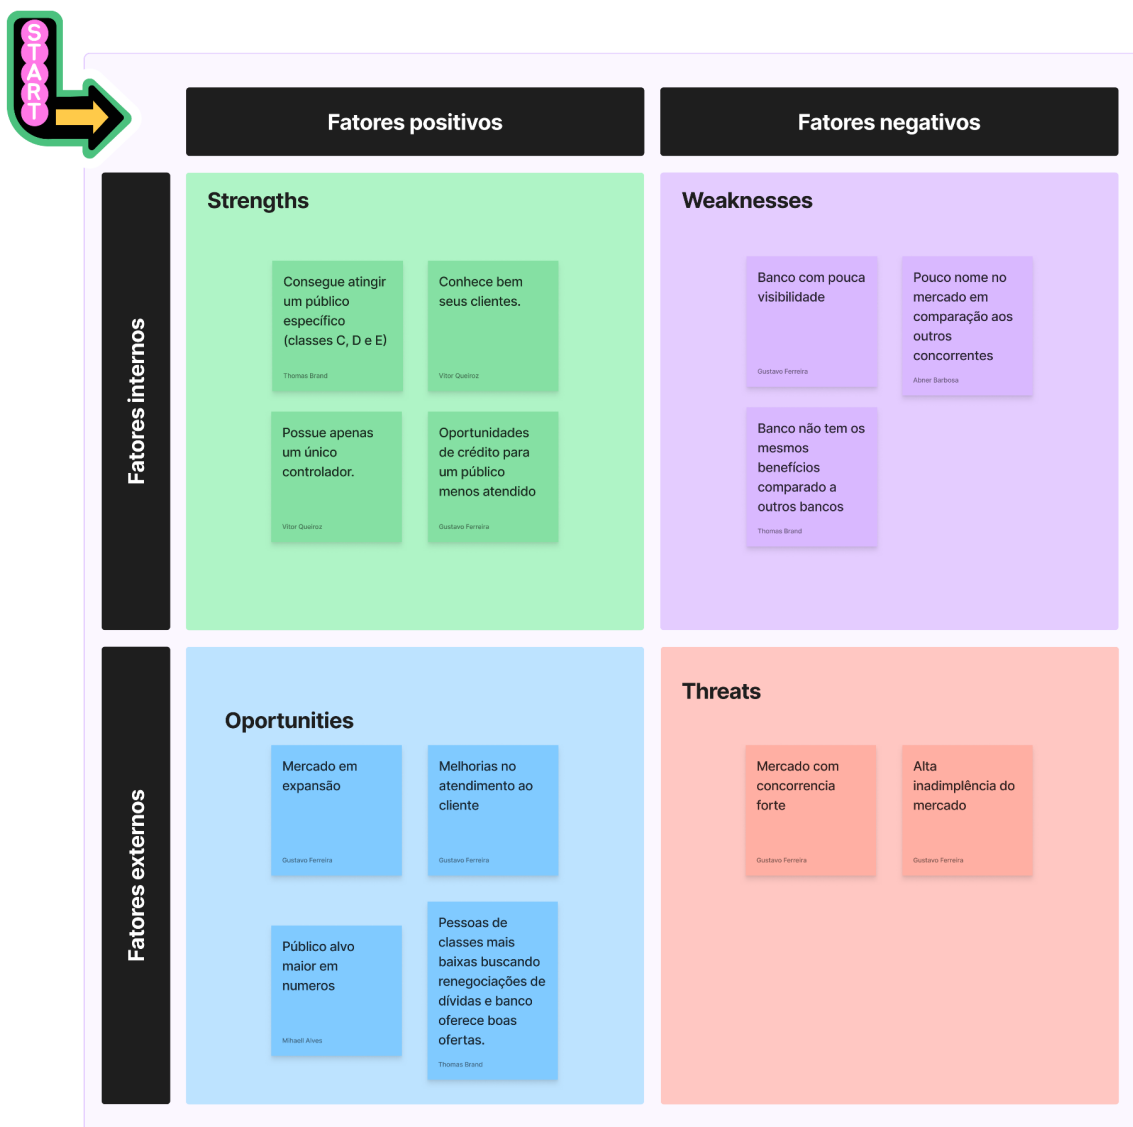 START
Fatores positivos
Fatores negativos
Fatores internos
Strengths
Consegue atingir
um público
específico
(classes C, D e E)
Thomas Brand
Conhece bem
seus clientes.
Vitor Queiroz
Possue apenas
um único
controlador.
Vitor Queiroz
Oportunidades
de crédito para
um público
menos atendido
Gustavo Ferreira
Weaknesses
Banco com pouca
visibilidade
Gustavo Ferreira
Pouco nome no
mercado em
comparação aos
outros
concorrentes
Abner Barbosa
Banco não tem os
mesmos
benefícios
comparado a
outros bancos
Thomas Brand
Fatores externos
Oportunities
Mercado em
expansão
Gustavo Ferreira
Melhorias no
atendimento ao
cliente
Gustavo Ferreira
Público alvo
maior em
numeros
Mihaeli Alves
Pessoas de
classes mais
baixas buscando
renegociações de
dívidas e banco
oferece boas
ofertas.
Thomas Brand
Threats
Mercado com
concorrencia
forte
Gustavo Ferreira
Alta
inadimplência do
mercado
Gustavo Ferreira